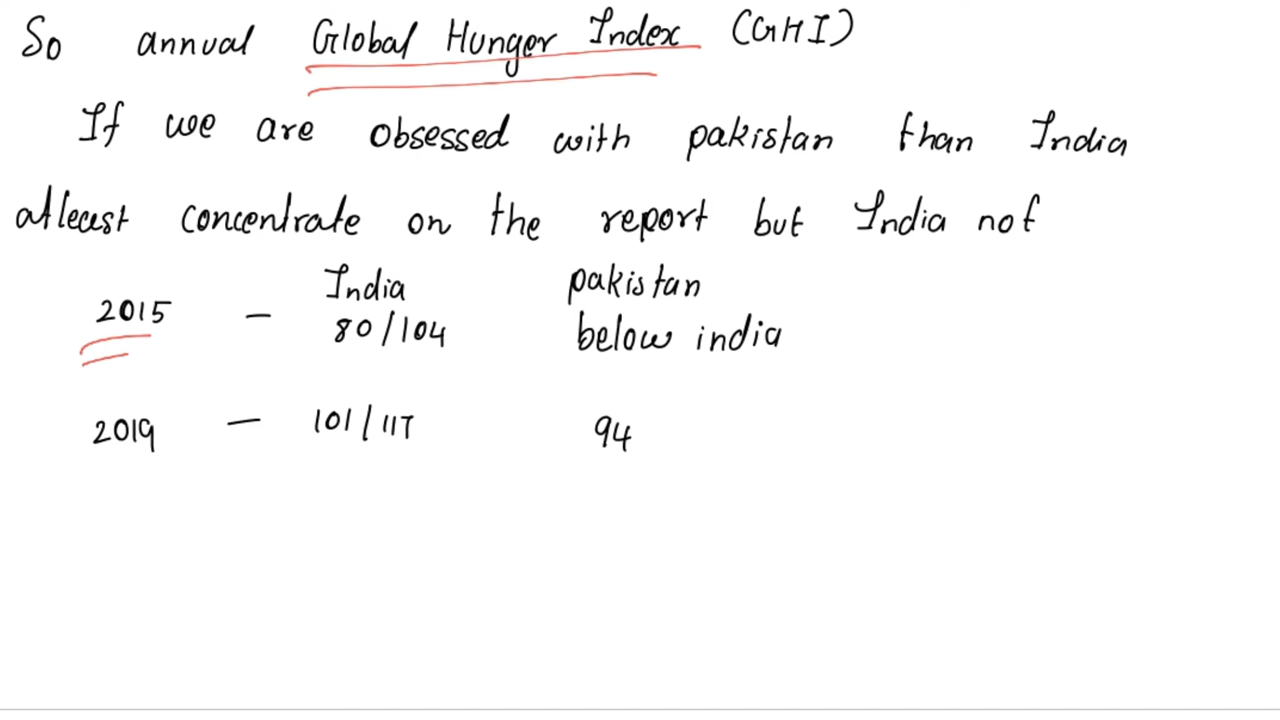 So annual Global Hunger Index (GHI)
If we are obsessed with pakistan than India
atleast concentrate on the report but India not
India pakistan
2015 - 80/104 below india
2019 - 101/117 94